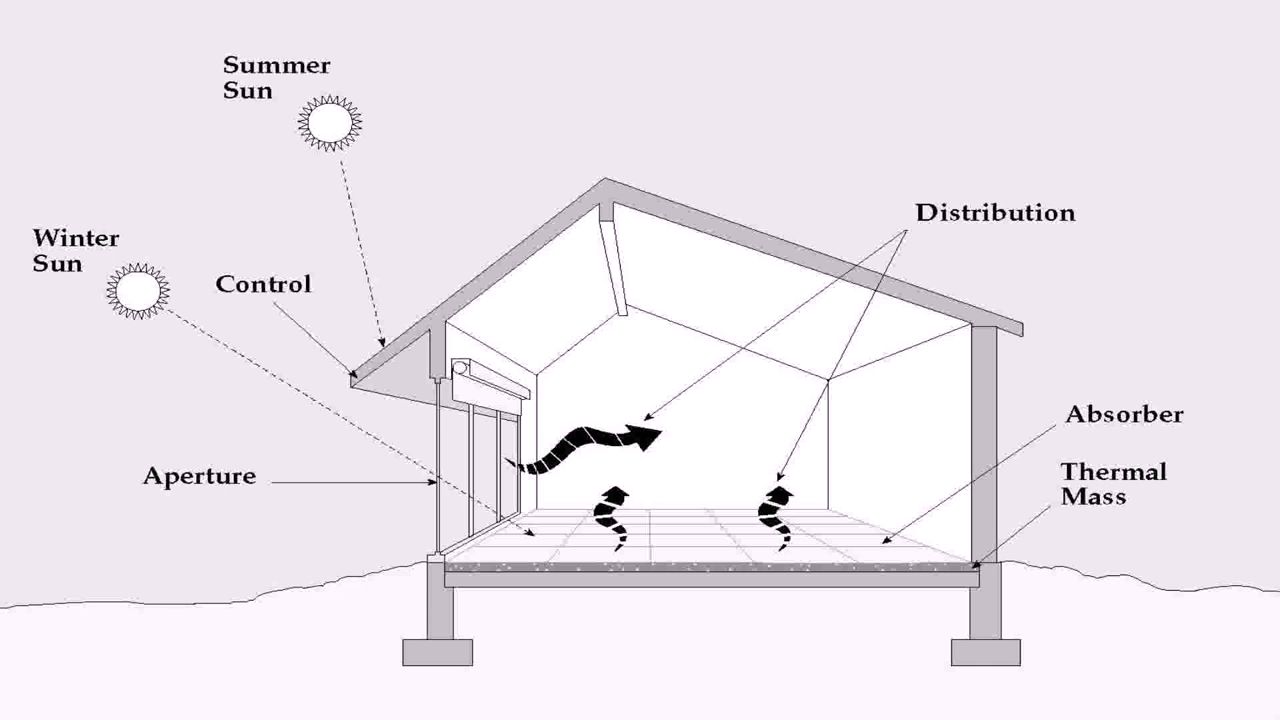 Summer
Sun
Winter
Sun
Control
Distribution
Aperture
Absorber
Thermal
Mass